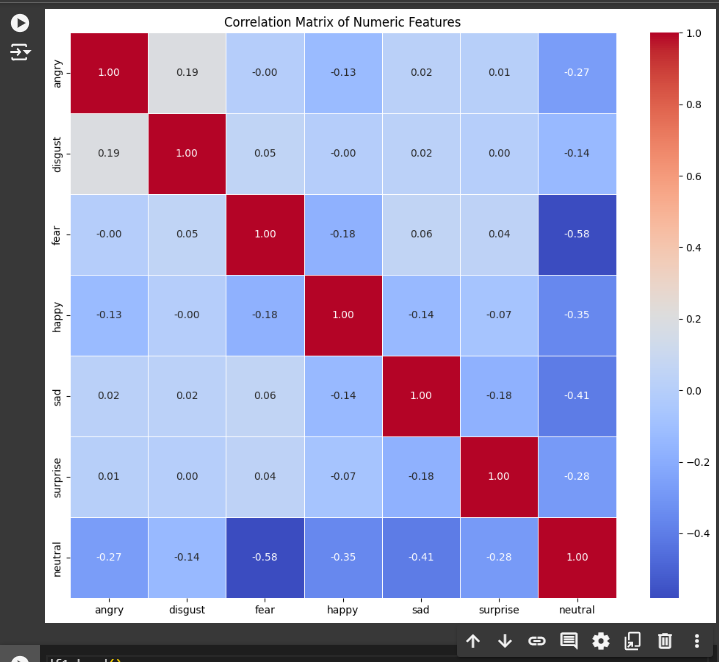 Correlation Matrix of Numeric Features
angry 1.00 0.19 -0.00 -0.13 0.02 0.01 -0.27
disgust 0.19 1.00 0.05 -0.00 0.02 0.00 -0.14
fear -0.00 0.05 1.00 -0.18 0.06 0.04 -0.58
happy -0.13 -0.00 -0.18 1.00 -0.14 -0.07 -0.35
sad 0.02 0.02 0.06 -0.14 1.00 -0.18 -0.41
surprise 0.01 0.00 0.04 -0.07 -0.18 1.00 -0.28
neutral -0.27 -0.14 -0.58 -0.35 -0.41 -0.28 1.00
angry disgust fear happy sad surprise neutral
1.0
0.8
0.6
0.4
0.2
0.0
−0.2
−0.4